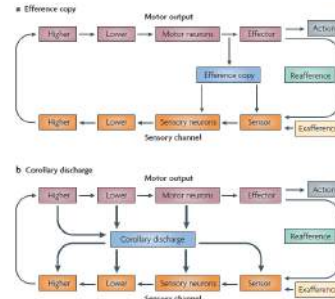 a Efference copy
Motor output
Higher Lower Motor neurons Effector Action
Efference copy Reafference
Higher Lower Sensory neurons Sensor Exafference
Sensory channel
b Corollary discharge
Motor output
Higher Lower Motor neurons Effector Action
Corollary discharge Reafference
Higher Lower Sensory neurons Sensor Exafference
Sensory channel